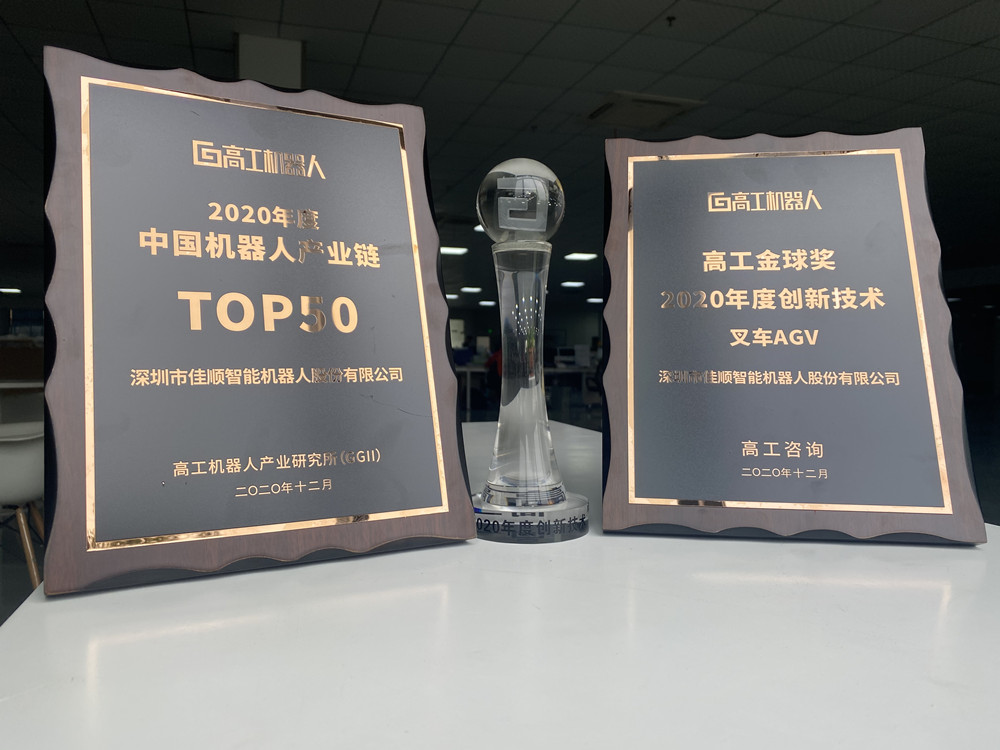 高工机器人
2020年度
中国机器人产业链
TOP50
深圳市佳顺智能机器人股份有限公司
高工机器人产业研究所(GGII)
二〇二〇年十二月
2020年度创新技术
高工机器人
高工金球奖
2020年度创新技术
叉车AGV
深圳市佳顺智能机器人股份有限公司
高工咨询
二〇二〇年十二月